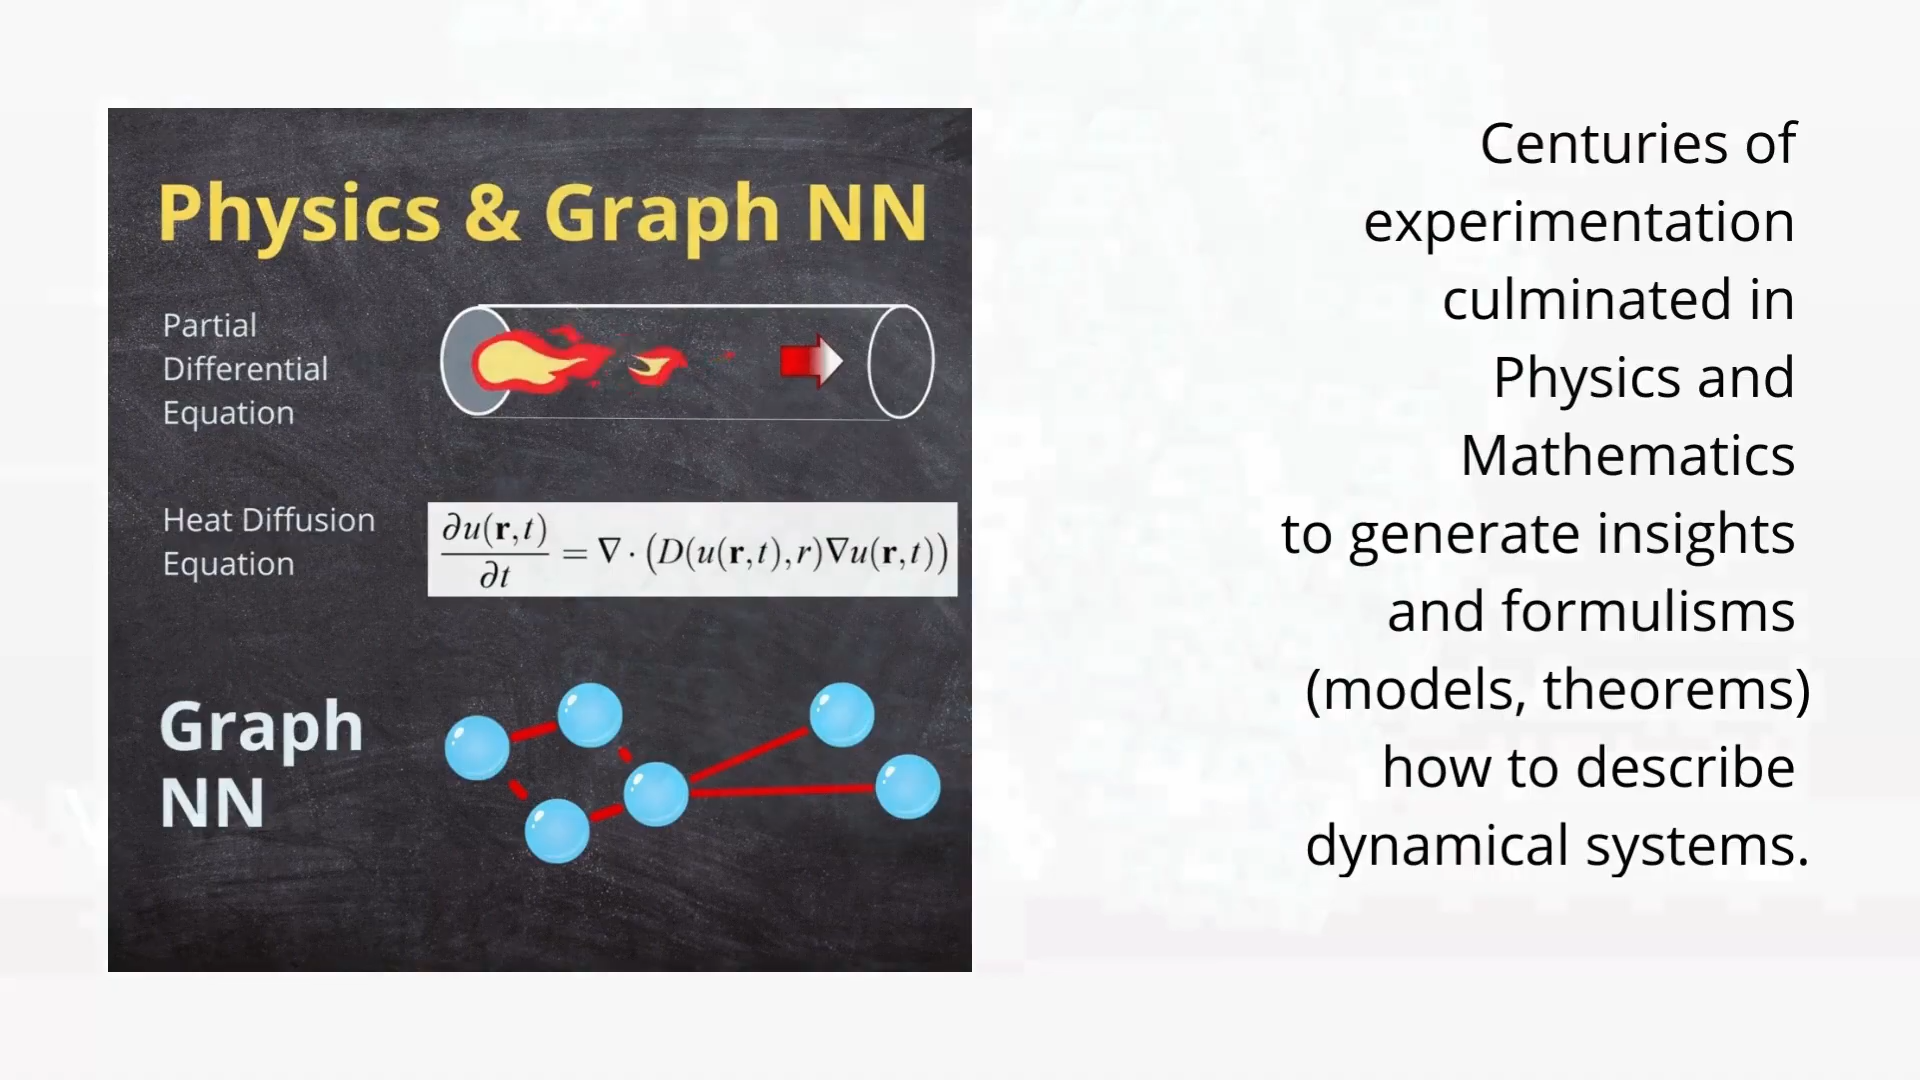 Physics & Graph NN
Partial
Differential
Equation
Heat Diffusion
Equation
∂u(r,t)/∂t = ∇ · (D(u(r,t),r)∇u(r,t))
Graph
NN
Centuries of
experimentation
culminated in
Physics and
Mathematics
to generate insights
and formulisms
(models, theorems)
how to describe
dynamical systems.